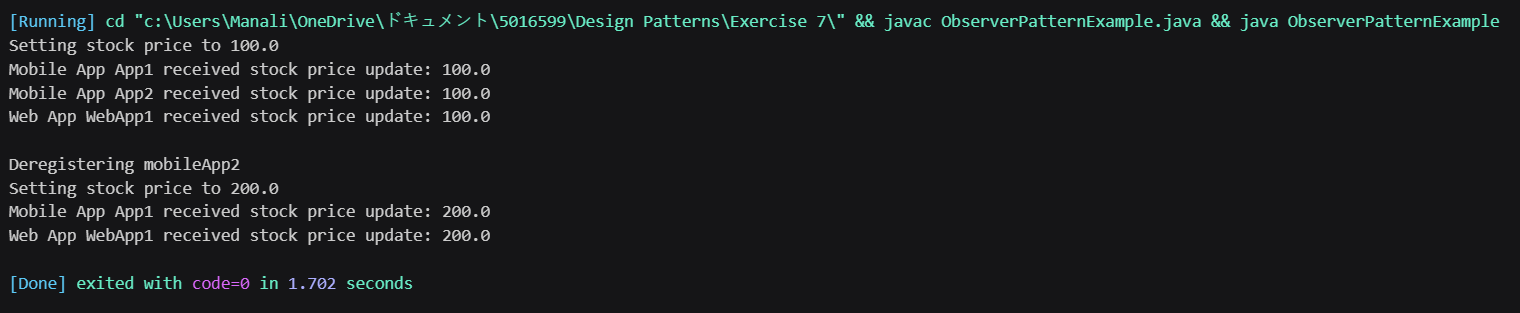 [Running] cd "c:\Users\Manali\OneDrive\ドキュメント\5016599\Design Patterns\Exercise 7\" && javac ObserverPatternExample.java && java ObserverPatternExample
Setting stock price to 100.0
Mobile App App1 received stock price update: 100.0
Mobile App App2 received stock price update: 100.0
Web App WebApp1 received stock price update: 100.0
Deregistering mobileApp2
Setting stock price to 200.0
Mobile App App1 received stock price update: 200.0
Web App WebApp1 received stock price update: 200.0
[Done] exited with code=0 in 1.702 seconds